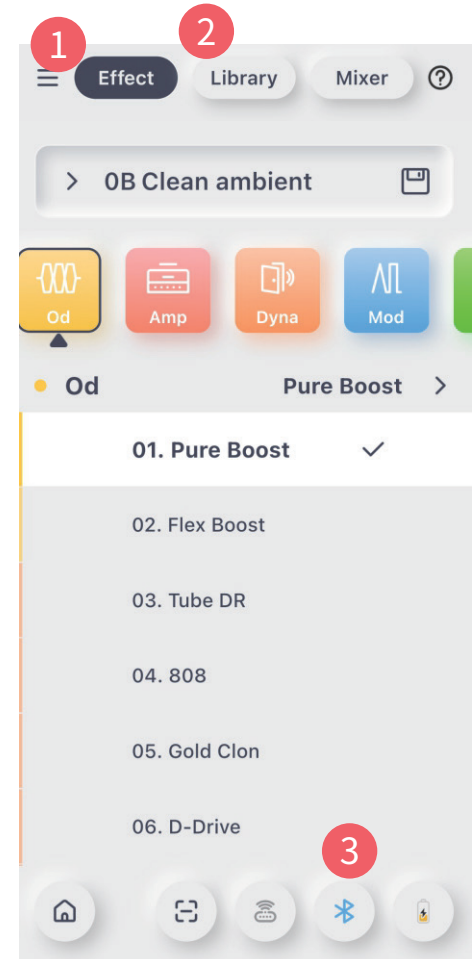 1
2
Effect Library Mixer ?
0B Clean ambient
Od Amp Dyna Mod
Od Pure Boost
01. Pure Boost
02. Flex Boost
03. Tube DR
04. 808
05. Gold Clon
06. D-Drive
3